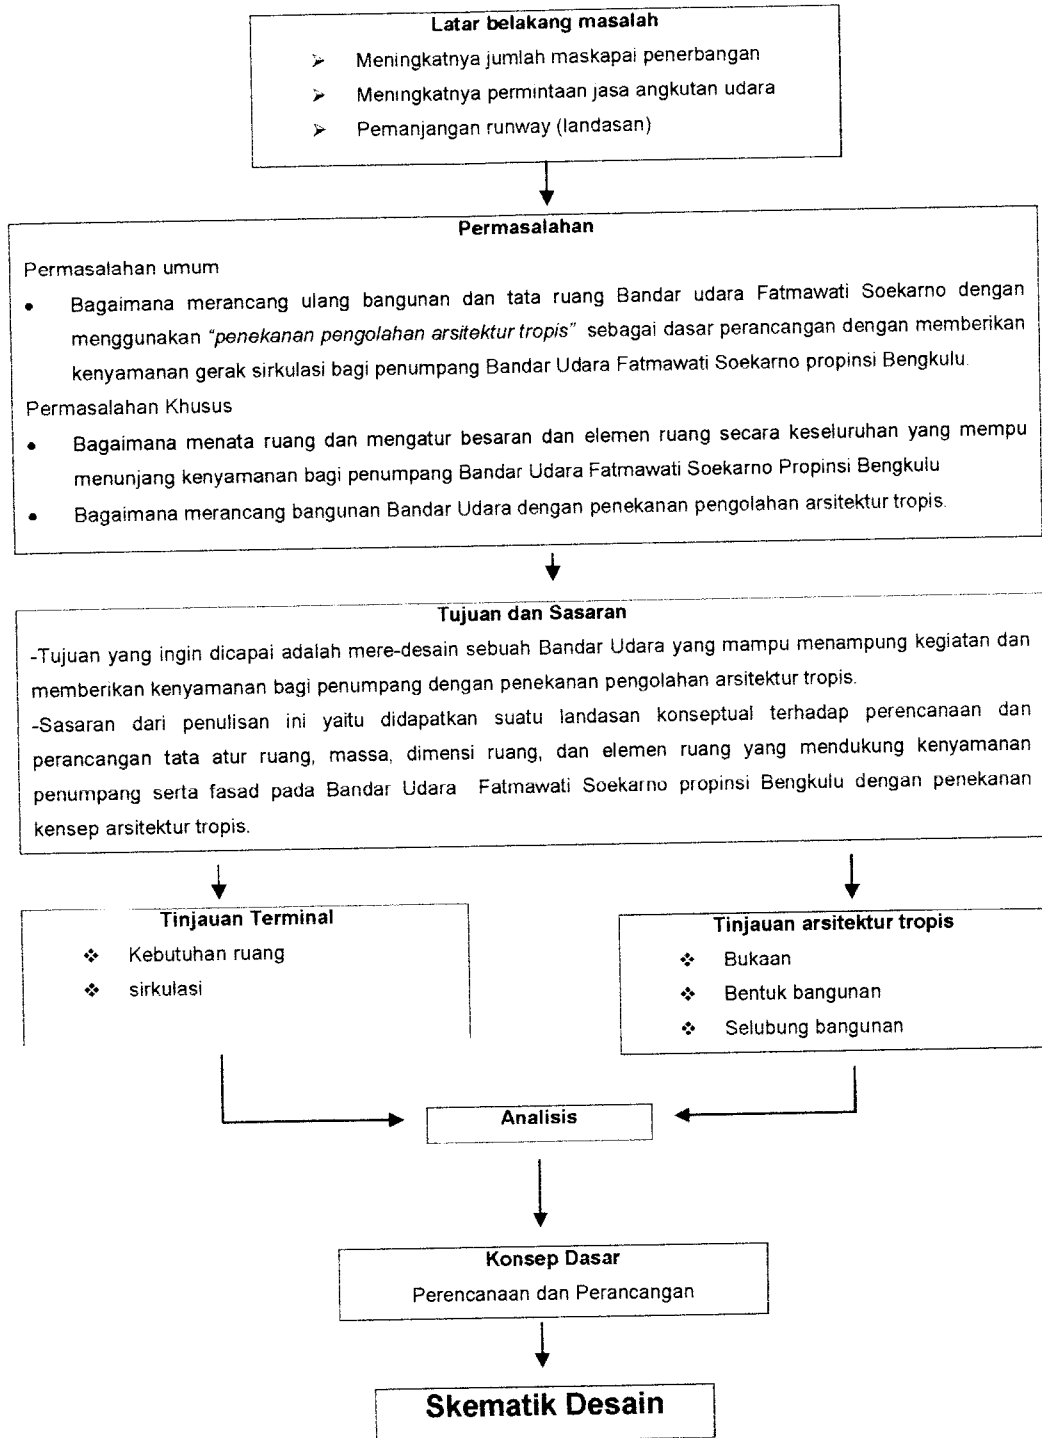 Latar belakang masalah
➢ Meningkatnya jumlah maskapai penerbangan
➢ Meningkatnya permintaan jasa angkutan udara
➢ Pemanjangan runway (landasan)
Permasalahan
Permasalahan umum
• Bagaimana merancang ulang bangunan dan tata ruang Bandar udara Fatmawati Soekarno dengan
menggunakan "penekanan pengolahan arsitektur tropis" sebagai dasar perancangan dengan memberikan
kenyamanan gerak sirkulasi bagi penumpang Bandar Udara Fatmawati Soekarno propinsi Bengkulu.
Permasalahan Khusus
• Bagaimana menata ruang dan mengatur besaran dan elemen ruang secara keseluruhan yang mempu
menunjang kenyamanan bagi penumpang Bandar Udara Fatmawati Soekarno Propinsi Bengkulu
• Bagaimana merancang bangunan Bandar Udara dengan penekanan pengolahan arsitektur tropis.
Tujuan dan Sasaran
-Tujuan yang ingin dicapai adalah mere-desain sebuah Bandar Udara yang mampu menampung kegiatan dan
memberikan kenyamanan bagi penumpang dengan penekanan pengolahan arsitektur tropis.
-Sasaran dari penulisan ini yaitu didapatkan suatu landasan konseptual terhadap perencanaan dan
perancangan tata atur ruang, massa, dimensi ruang, dan elemen ruang yang mendukung kenyamanan
penumpang serta fasad pada Bandar Udara Fatmawati Soekarno propinsi Bengkulu dengan penekanan
kensep arsitektur tropis.
Tinjauan Terminal
❖ Kebutuhan ruang
❖ sirkulasi
Tinjauan arsitektur tropis
❖ Bukaan
❖ Bentuk bangunan
❖ Selubung bangunan
Analisis
Konsep Dasar
Perencanaan dan Perancangan
Skematik Desain